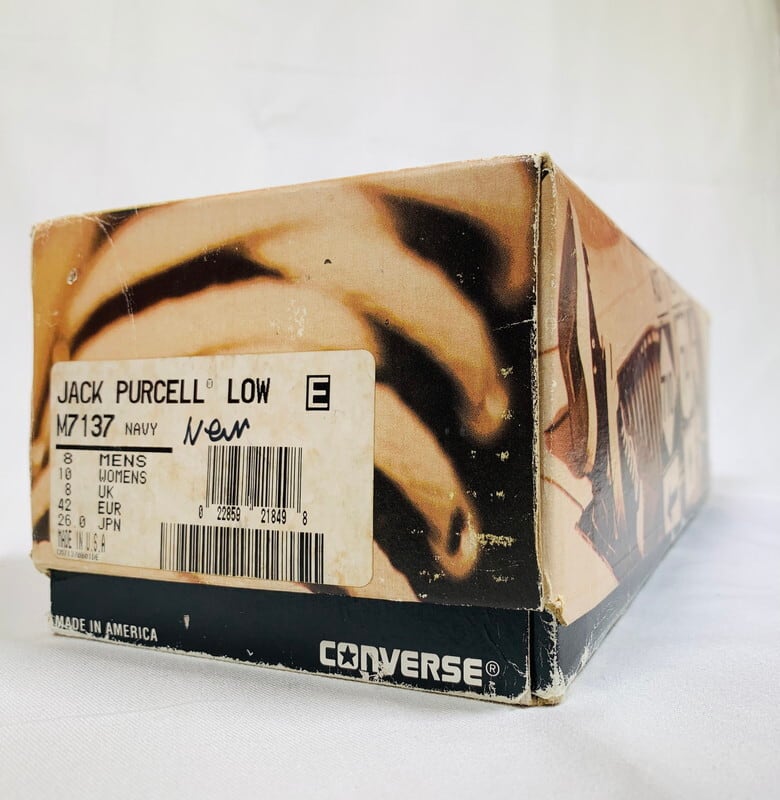 JACK PURCELL® LOW E
M7137 NAVY New
8 MENS
10 WOMENS
8 UK
42 EUR
26.0 JPN
MADE IN U.S.A
0 22859 21849 8
MADE IN AMERICA
CONVERSE®